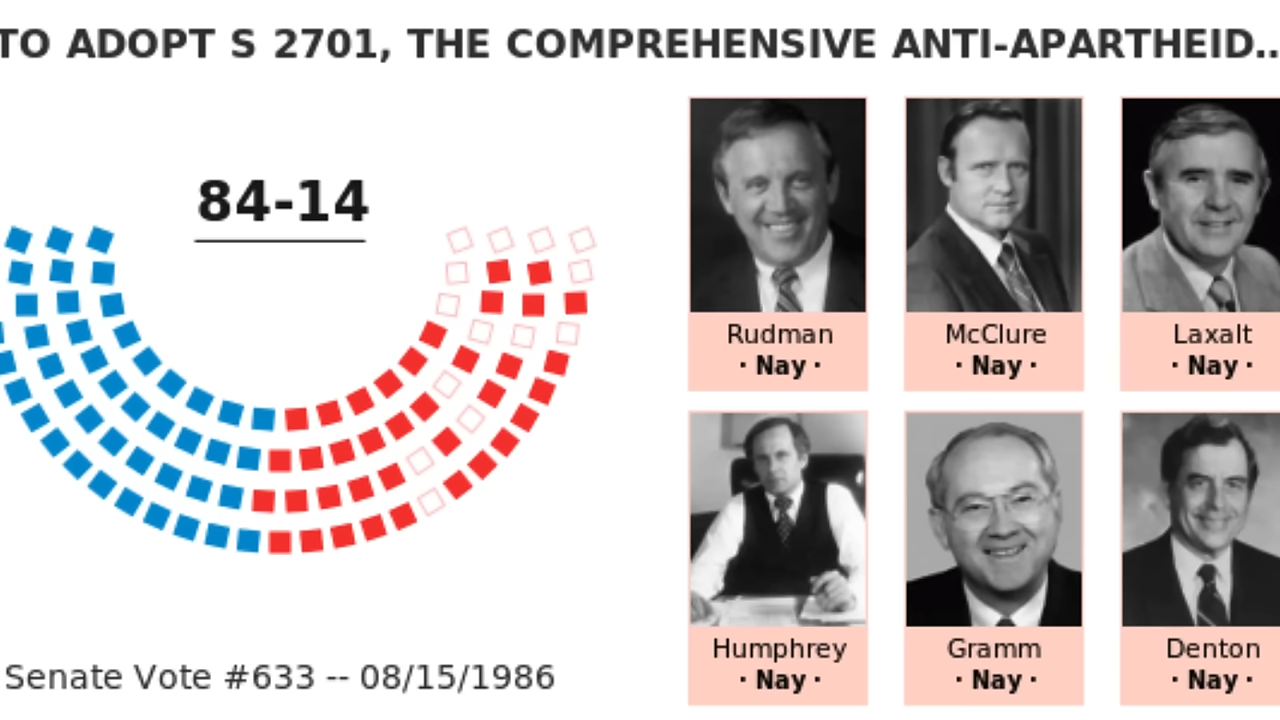 TO ADOPT S 2701, THE COMPREHENSIVE ANTI-APARTHEID..
84-14
Rudman
· Nay ·
McClure
· Nay ·
Laxalt
· Nay ·
Humphrey
· Nay ·
Gramm
· Nay ·
Denton
· Nay ·
Senate Vote #633 -- 08/15/1986